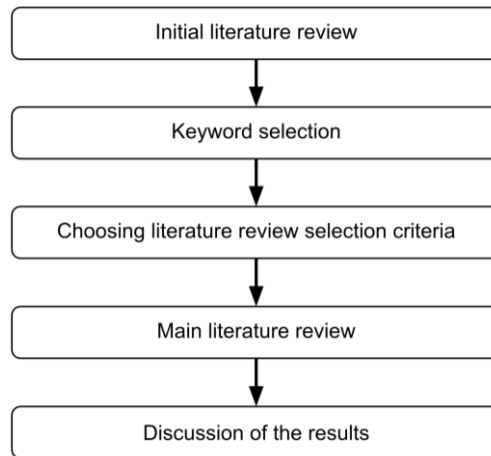 Initial literature review
Keyword selection
Choosing literature review selection criteria
Main literature review
Discussion of the results